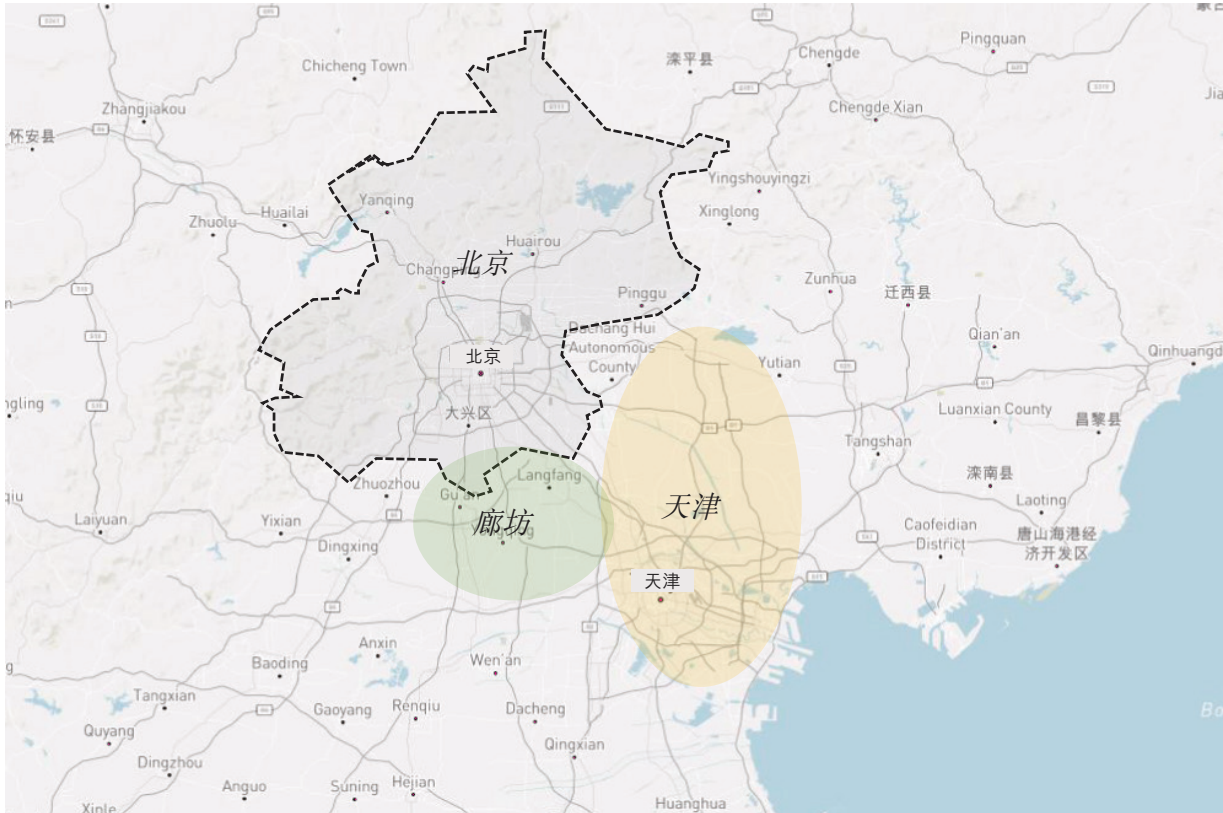 Pingquan
Chengde
滦平县
Chicheng Town
Zhangjiakou
Chengde Xian
怀安县
Yingshouyingzi
Yanqing
Xinglong
Huailai
Zhuolu
Huairou
北京
Changping
Zunhua
迁西县
Pinggu
Dachang Hui
Autonomous
County
Qian'an
Qinhuangd
北京
Yutian
Luanxian County
昌黎县
大兴区
Tangshan
滦南县
Langfang
Zhuozhou
Gu'an
Laoting
天津
廊坊
Laiyuan
Yixian
Dingxing
Caofeidian
District
唐山海港经
济开发区
天津
Anxin
Wen'an
Baoding
Tangxian
Gaoyang
Renqiu
Dacheng
Quyang
Qingxian
Dingzhou
Anguo
Suning
Hejian
Huanghua
Xinle